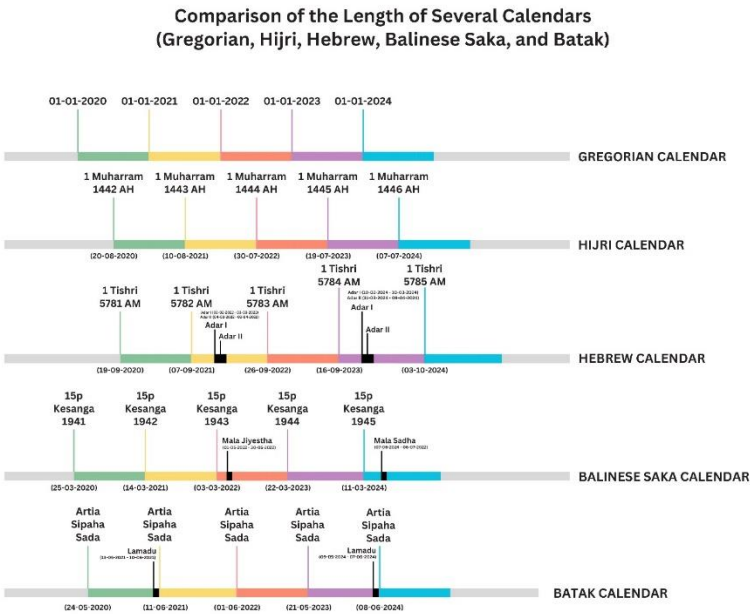 Comparison of the Length of Several Calendars
(Gregorian, Hijri, Hebrew, Balinese Saka, and Batak)
01-01-2020 01-01-2021 01-01-2022 01-01-2023 01-01-2024
GREGORIAN CALENDAR
1 Muharram 1 Muharram 1 Muharram 1 Muharram 1 Muharram
1442 AH 1443 AH 1444 AH 1445 AH 1446 AH
HIJRI CALENDAR
(20-08-2020) (10-08-2021) (30-07-2022) (19-07-2023) (07-07-2024)
1 Tishri 1 Tishri 1 Tishri 1 Tishri 1 Tishri
5781 AM 5782 AM 5783 AM 5784 AM 5785 AM
Adar I Adar I
Adar II Adar II
HEBREW CALENDAR
(19-09-2020) (07-09-2021) (26-09-2022) (16-09-2023) (03-10-2024)
15p 15p 15p 15p 15p
Kesanga Kesanga Kesanga Kesanga Kesanga
1941 1942 1943 1944 1945
Mala Jiyestha Mala Sadha
BALINESE SAKA CALENDAR
(25-03-2020) (14-03-2021) (03-03-2022) (22-03-2023) (11-03-2024)
Artia Artia Artia Artia Artia
Sipaha Sipaha Sipaha Sipaha Sipaha
Sada Sada Sada Sada Sada
Lamadu Lamadu
BATAK CALENDAR
(24-05-2020) (11-06-2021) (01-06-2022) (21-05-2023) (08-06-2024)